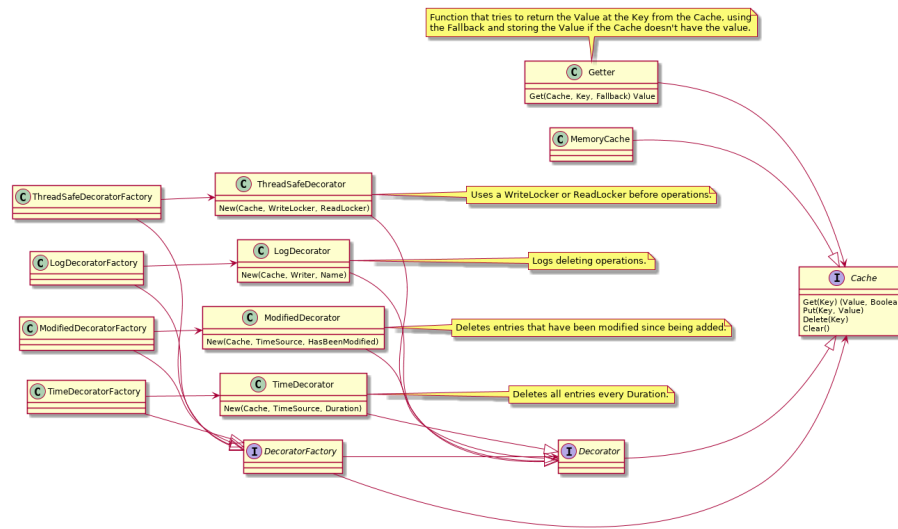 Function that tries to return the Value at the Key from the Cache, using
the Fallback and storing the Value if the Cache doesn't have the value.
C Getter
Get(Cache, Key, Fallback) Value
C MemoryCache
C ThreadSafeDecoratorFactory
C ThreadSafeDecorator
New(Cache, WriteLocker, ReadLocker)
Uses a WriteLocker or ReadLocker before operations.
C LogDecoratorFactory
C LogDecorator
New(Cache, Writer, Name)
Logs deleting operations.
I Cache
Get(Key) (Value, Boolea
Put(Key, Value)
Delete(Key)
Clear()
C ModifiedDecoratorFactory
C ModifiedDecorator
New(Cache, TimeSource, HasBeenModified)
Deletes entries that have been modified since being added.
C TimeDecoratorFactory
C TimeDecorator
New(Cache, TimeSource, Duration)
Deletes all entries every Duration.
I DecoratorFactory
I Decorator